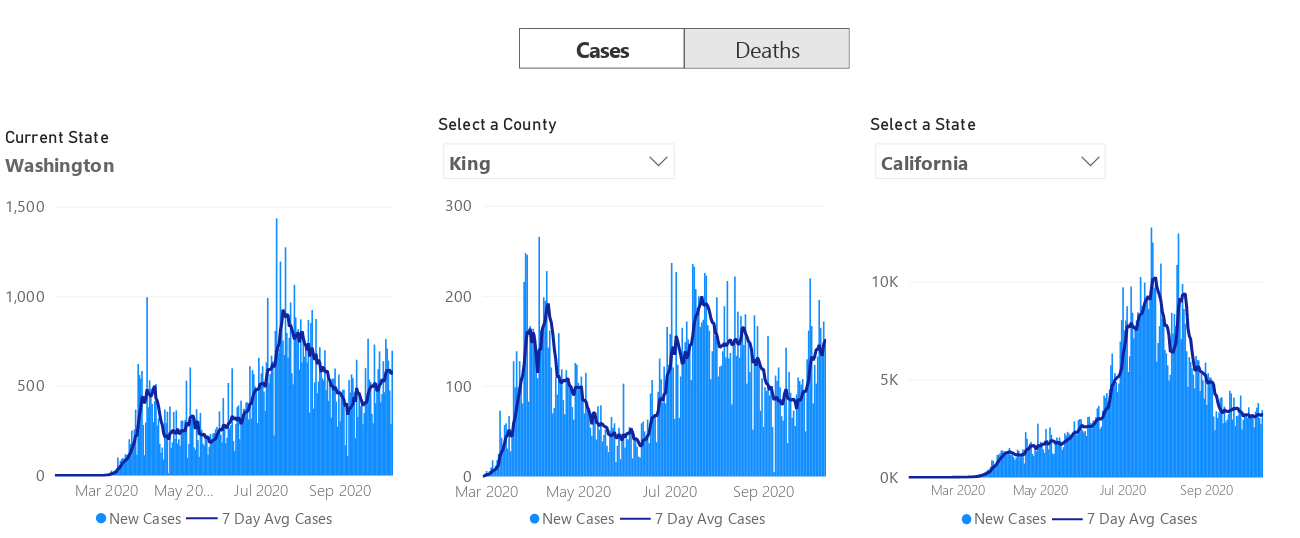 Cases Deaths
Current State
Washington
1,500
1,000
500
0
Mar 2020 May 20... Jul 2020 Sep 2020
New Cases 7 Day Avg Cases
Select a County
King
300
200
100
0
Mar 2020 May 2020 Jul 2020 Sep 2020
New Cases 7 Day Avg Cases
Select a State
California
10K
5K
0K
Mar 2020 May 2020 Jul 2020 Sep 2020
New Cases 7 Day Avg Cases